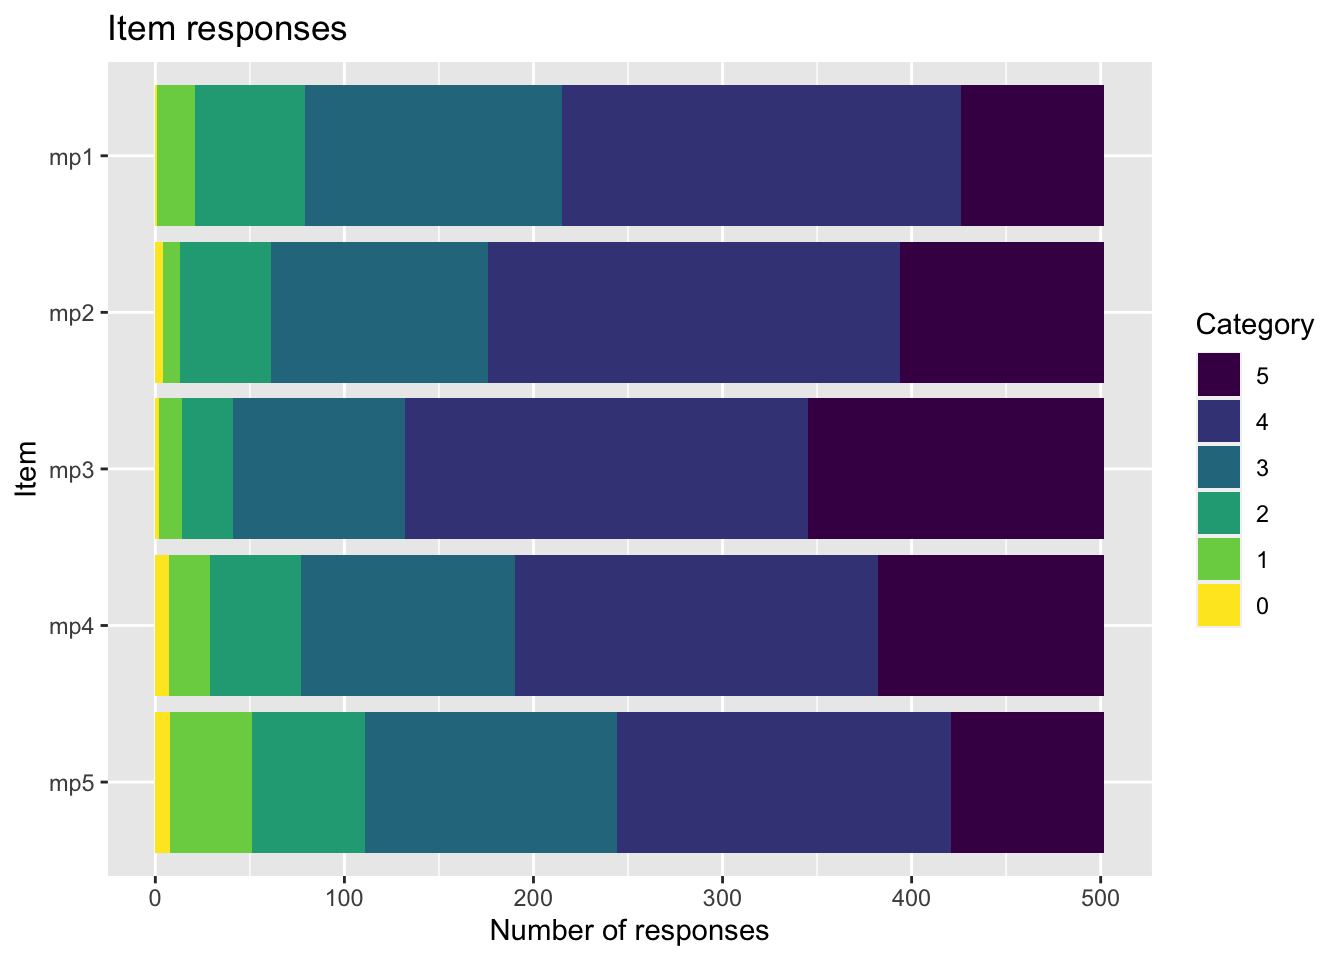 Item responses
Item
mp1
mp2
mp3
mp4
mp5
0 100 200 300 400 500
Number of responses
Category
5
4
3
2
1
0